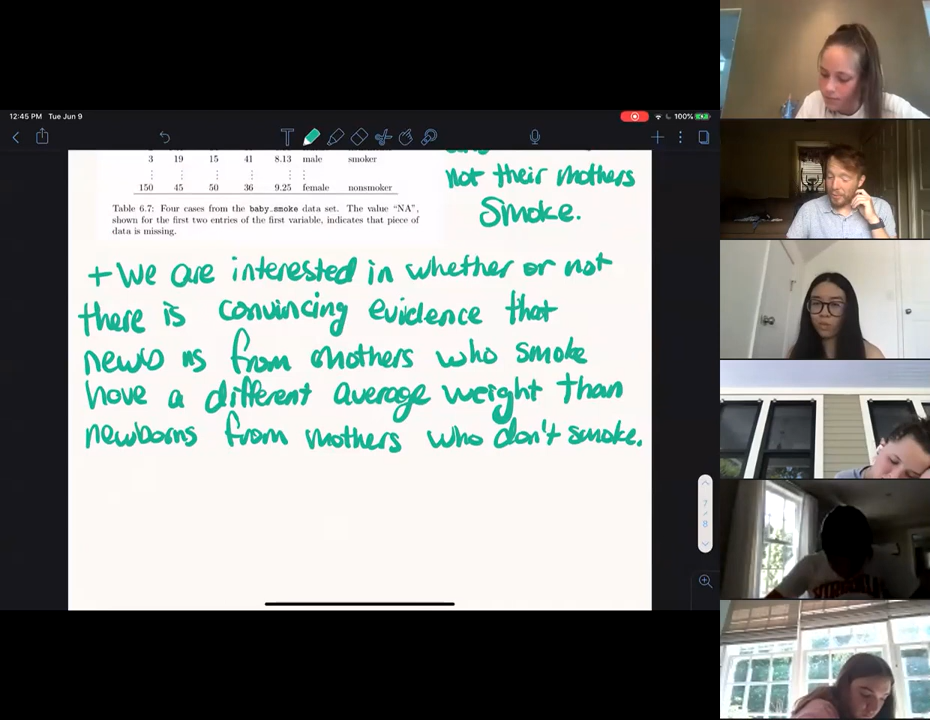 12:45 PM Tue Jun 9
100%
3 19 15 41 8.13 male smoker
150 45 50 36 9.25 female nonsmoker
Table 6.7: Four cases from the baby_smoke data set. The value "NA",
shown for the first two entries of the first variable, indicates that piece of
data is missing.
not their mothers
Smoke.
+ We are interested in whether or not
there is convincing evidence that
newbo ns from mothers who smoke
have a different average weight than
newborns from mothers who don't smoke.
7
8